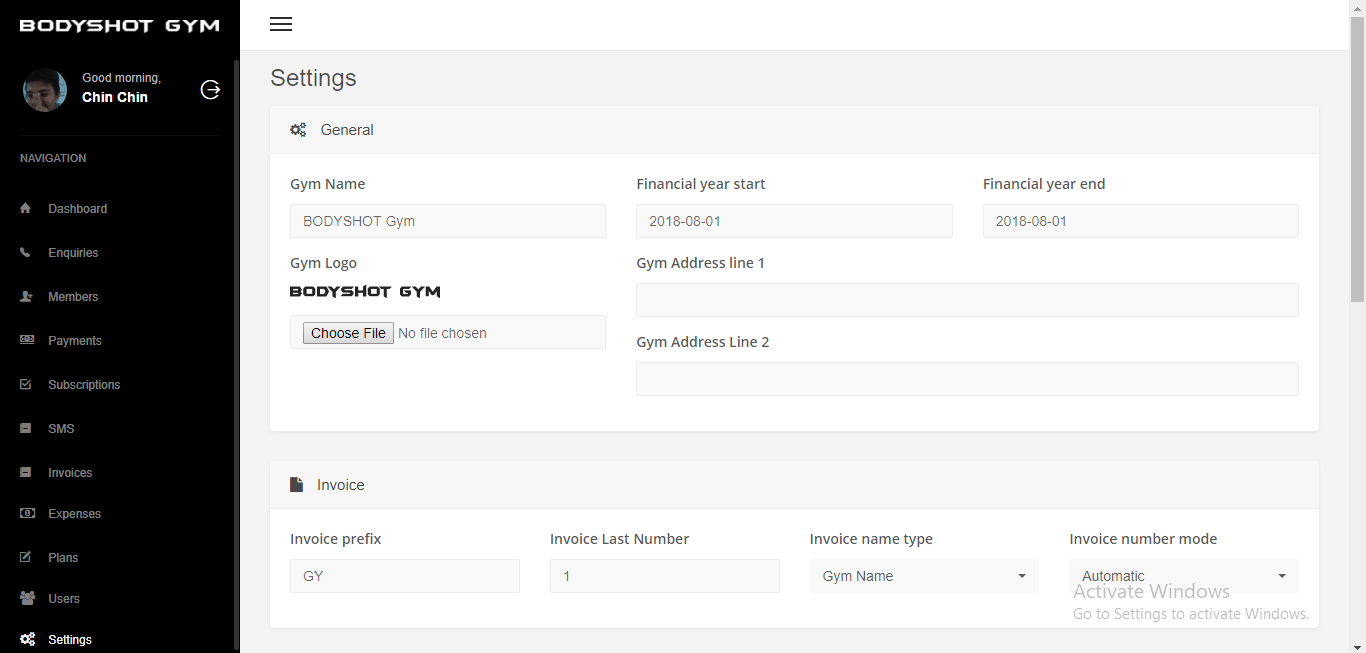 BODYSHOT GYM
Good morning,
Chin Chin
NAVIGATION
Dashboard
Enquiries
Members
Payments
Subscriptions
SMS
Invoices
Expenses
Plans
Users
Settings
Settings
General
Gym Name
Financial year start
Financial year end
BODYSHOT Gym
2018-08-01
2018-08-01
Gym Logo
Gym Address line 1
BODYSHOT GYM
Choose File No file chosen
Gym Address Line 2
Invoice
Invoice prefix
Invoice Last Number
Invoice name type
Invoice number mode
GY
1
Gym Name
Automatic
Activate Windows
Go to Settings to activate Windows.